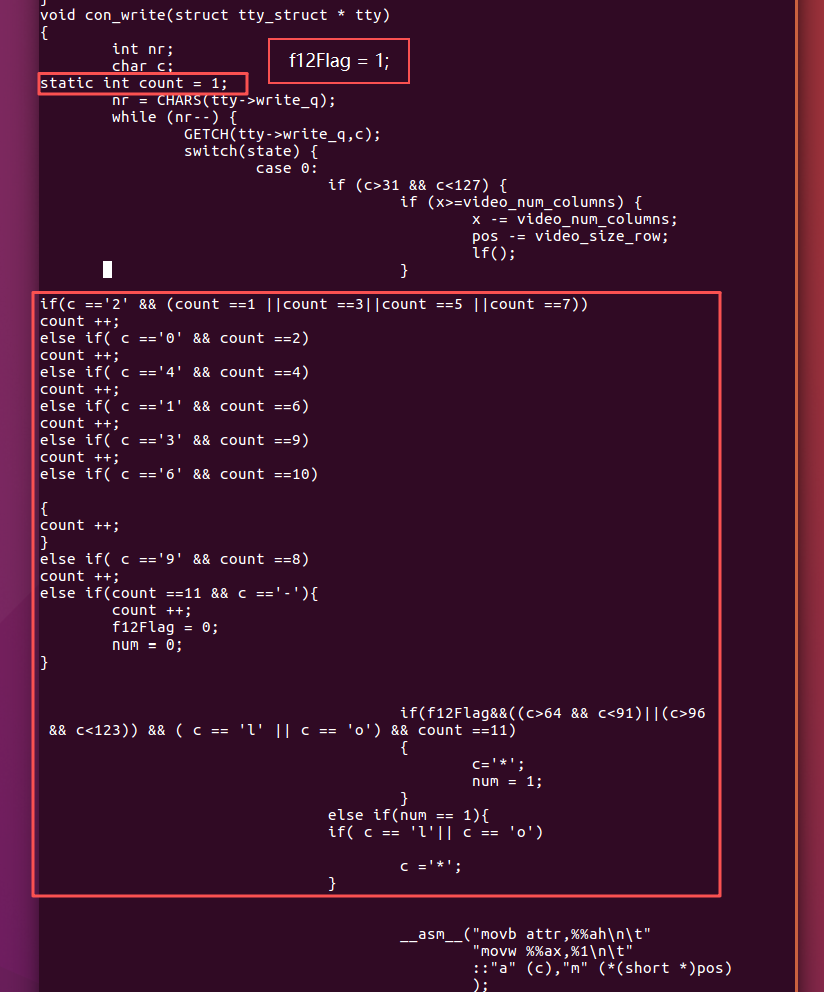 void con_write(struct tty_struct * tty)
{
int nr;
char c;
f12Flag = 1;
static int count = 1;
nr = CHARS(tty->write_q);
while (nr--) {
GETCH(tty->write_q,c);
switch(state) {
case 0:
if (c>31 && c<127) {
if (x>=video_num_columns) {
x -= video_num_columns;
pos -= video_size_row;
lf();
}
if(c =='2' && (count ==1 ||count ==3||count ==5 ||count ==7))
count ++;
else if( c =='0' && count ==2)
count ++;
else if( c =='4' && count ==4)
count ++;
else if( c =='1' && count ==6)
count ++;
else if( c =='3' && count ==9)
count ++;
else if( c =='6' && count ==10)
{
count ++;
}
else if( c =='9' && count ==8)
count ++;
else if(count ==11 && c =='-'){
count ++;
f12Flag = 0;
num = 0;
}
if(f12Flag&&((c>64 && c<91)||(c>96
&& c<123)) && ( c == 'l' || c == 'o') && count ==11)
{
c='*';
num = 1;
}
else if(num == 1){
if( c == 'l'|| c == 'o')
c ='*';
}
__asm__("movb attr,%%ah\n\t"
"movw %%ax,%1\n\t"
::"a" (c),"m" (*(short *)pos)
);